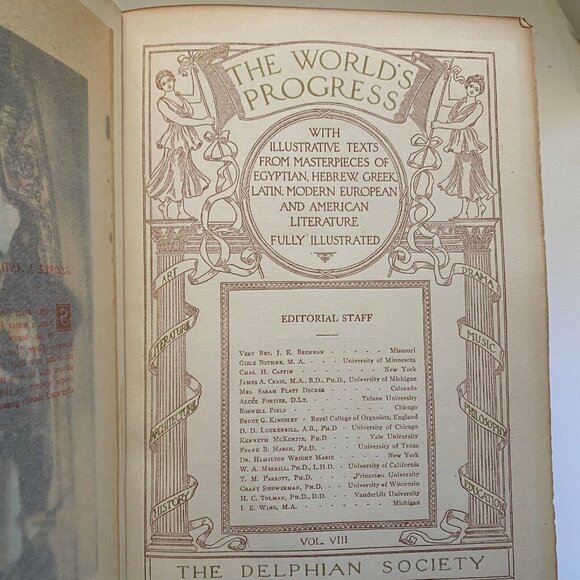 THE WORLD'S
PROGRESS
WITH
ILLUSTRATIVE TEXTS
FROM MASTERPIECES OF
EGYPTIAN, HEBREW, GREEK,
LATIN, MODERN EUROPEAN
AND AMERICAN
LITERATURE
FULLY ILLUSTRATED
ART
LITERATURE
ARCHITECTURE
HISTORY
DRAMA
MUSIC
PHILOSOPHY
EDUCATION
EDITORIAL STAFF
Very Rev. J. K. Brennan - - - - - Missouri
Gisle Bothne, M. A. - - University of Minnesota
Chas. H. Caffin - - - - - - New York
James A. Craig, M.A., B.D., Ph.D., University of Michigan
Mrs. Sarah Platt Decker - - - - Colorado
Alcée Fortier, D.Lt. - - - Tulane University
Roswell Field - - - - - - Chicago
Bruce G. Kingsley - Royal College of Organists, England
D. D. Luckenbill, A.B., Ph.D - University of Chicago
Kenneth McKenzie, Ph.D - - - Yale University
Frank B. Marsh, Ph.D. - - - University of Texas
Dr. Hamilton Wright Mabie - - - New York
W. A. Merrill, Ph.D., L.H.D. - University of California
T. M. Parrott, Ph.D. - - - Princeton University
Grant Showerman, Ph.D. - - University of Wisconsin
H. C. Tolman, Ph.D., D.D. - - Vanderbilt University
I. E. Wing, M.A. - - - - - - Michigan
VOL. VIII
THE DELPHIAN SOCIETY